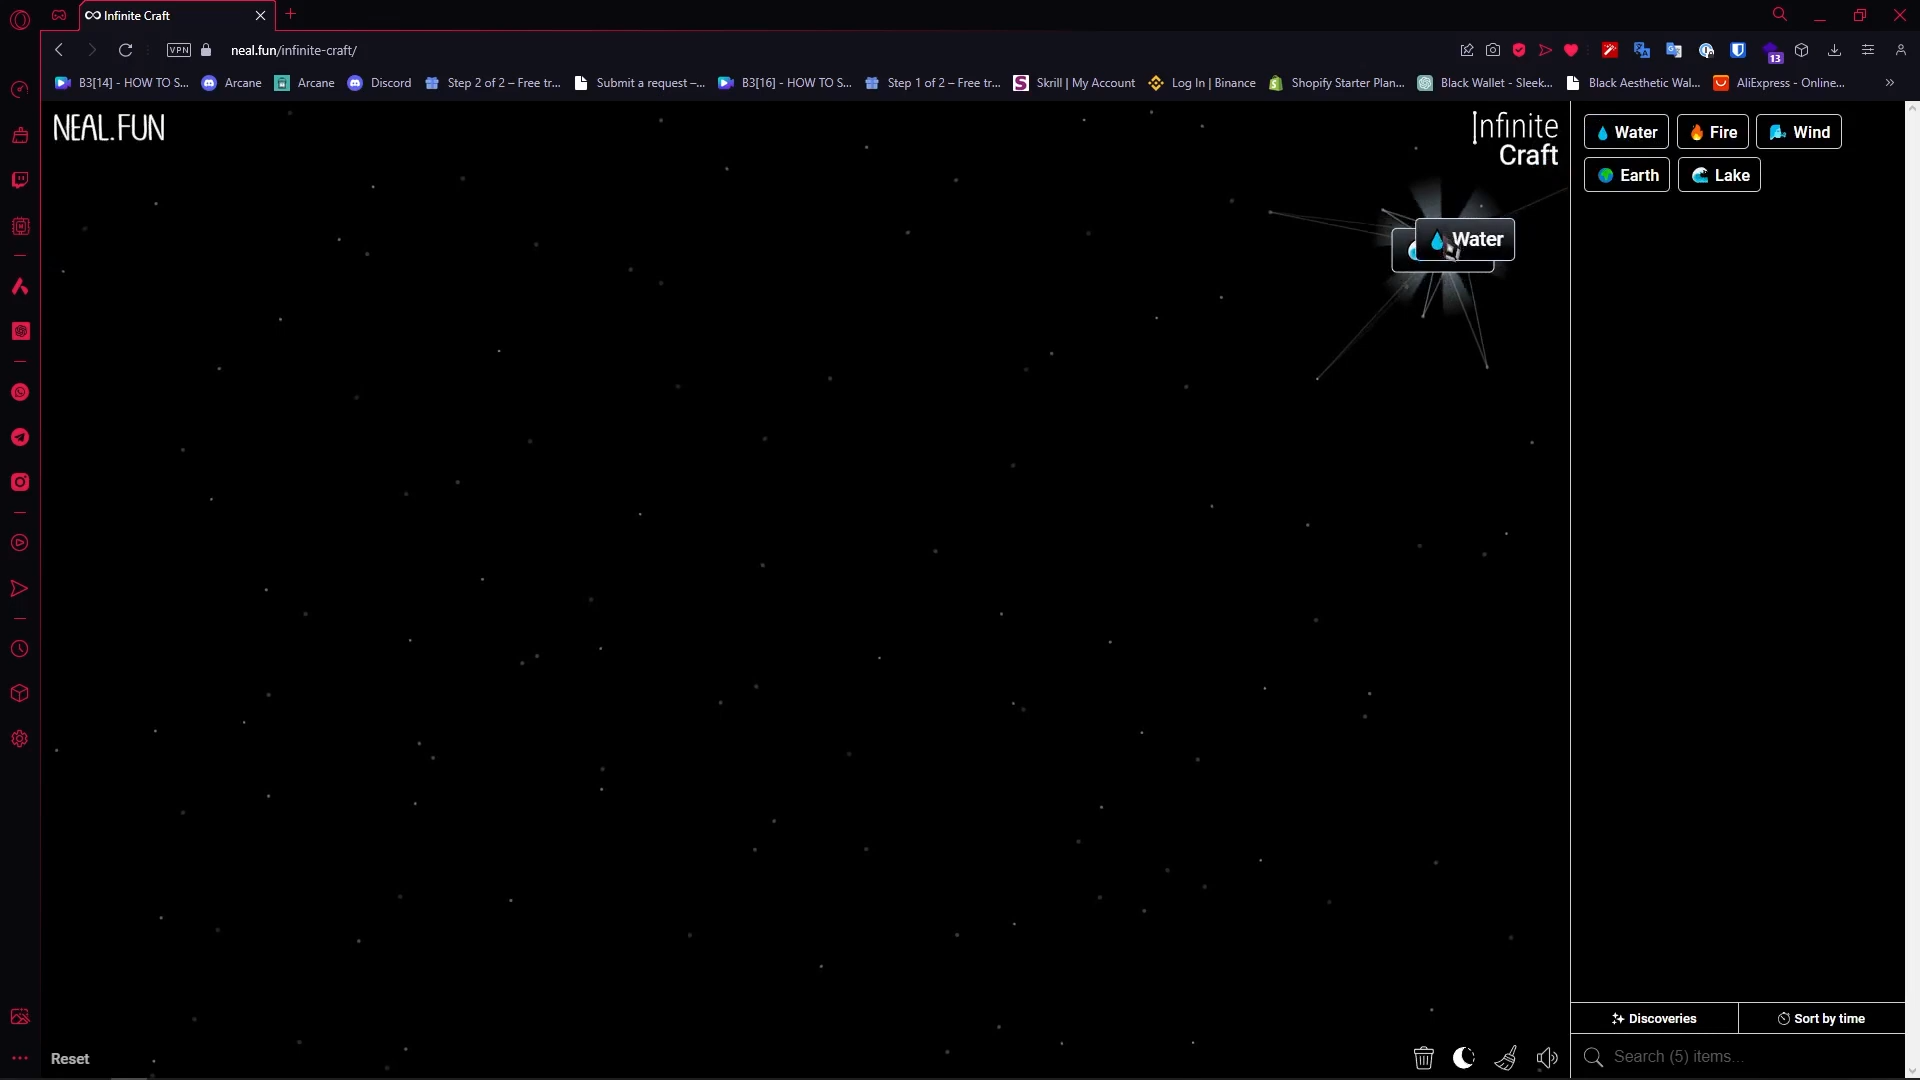 Infinite Craft
VPN neal.fun/infinite-craft/
13
B3[14] - HOW TO S... Arcane Arcane Discord Step 2 of 2 – Free tr... Submit a request –... B3[16] - HOW TO S... Step 1 of 2 – Free tr... Skrill | My Account Log In | Binance Shopify Starter Plan,... Black Wallet - Sleek... Black Aesthetic Wal... AliExpress - Online...
NEAL.FUN
Infinite
Craft
Water Fire Wind
Earth Lake
Water
Discoveries Sort by time
Reset
Search (5) items...